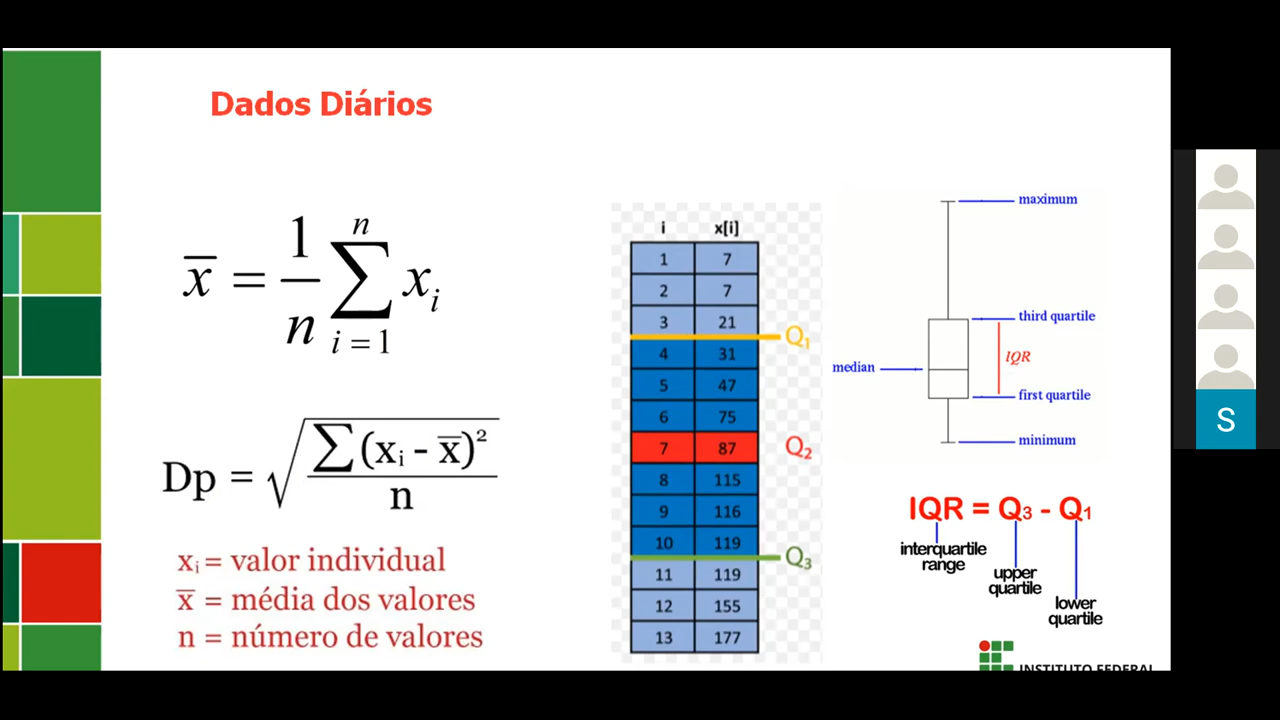 Dados Diários
x̅ = 1/n ∑ i=1 n xᵢ
Dp = √ ∑(xᵢ - x̅)² / n
xᵢ = valor individual
x̅ = média dos valores
n = número de valores
i x[i]
1 7
2 7
3 21
Q₁
4 31
5 47
6 75
7 87 Q₂
8 115
9 116
10 119
Q₃
11 119
12 155
13 177
maximum
third quartile
IQR
median
first quartile
minimum
IQR = Q₃ - Q₁
interquartile
range
upper
quartile
lower
quartile
INSTITUTO FEDERAL
S